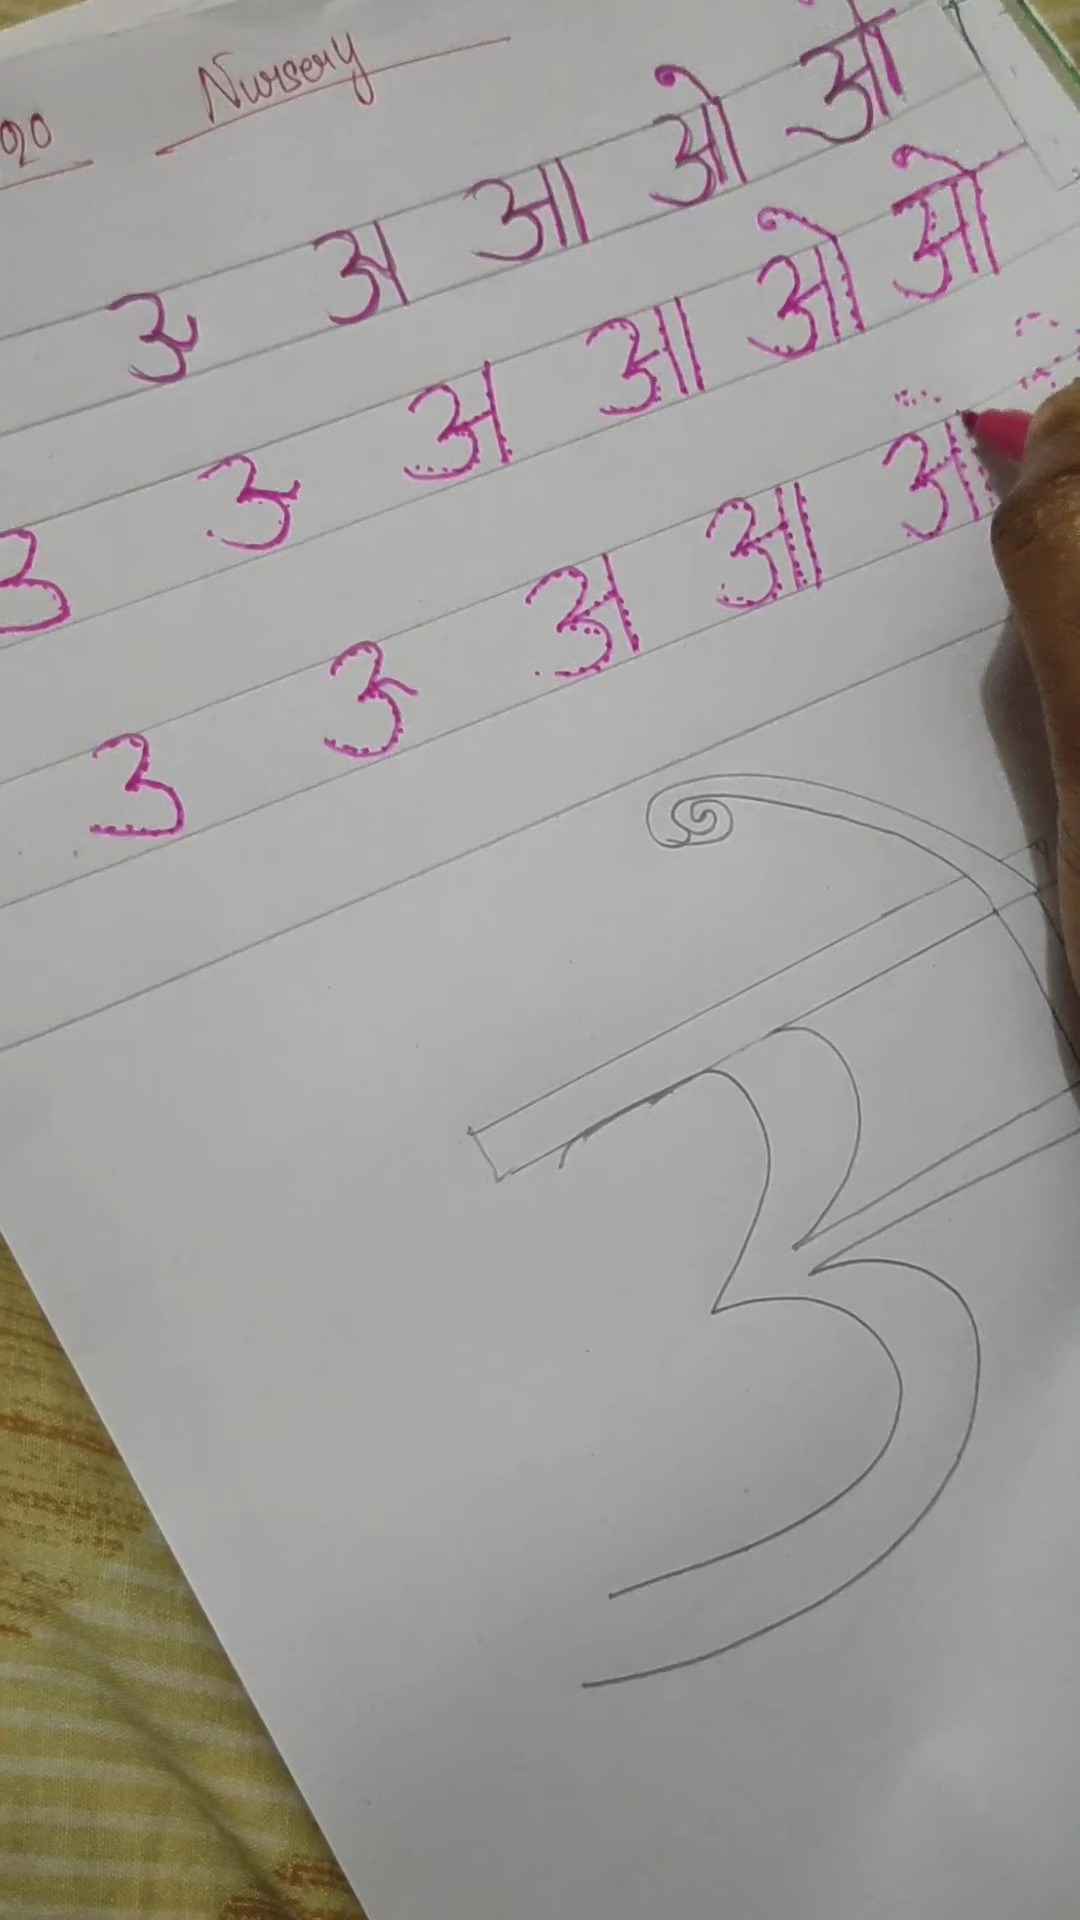 20 Nursery
उ अ आ ओ ओ
उ उ अ आ ओ ओ
उ उ अ आ अा
ओ